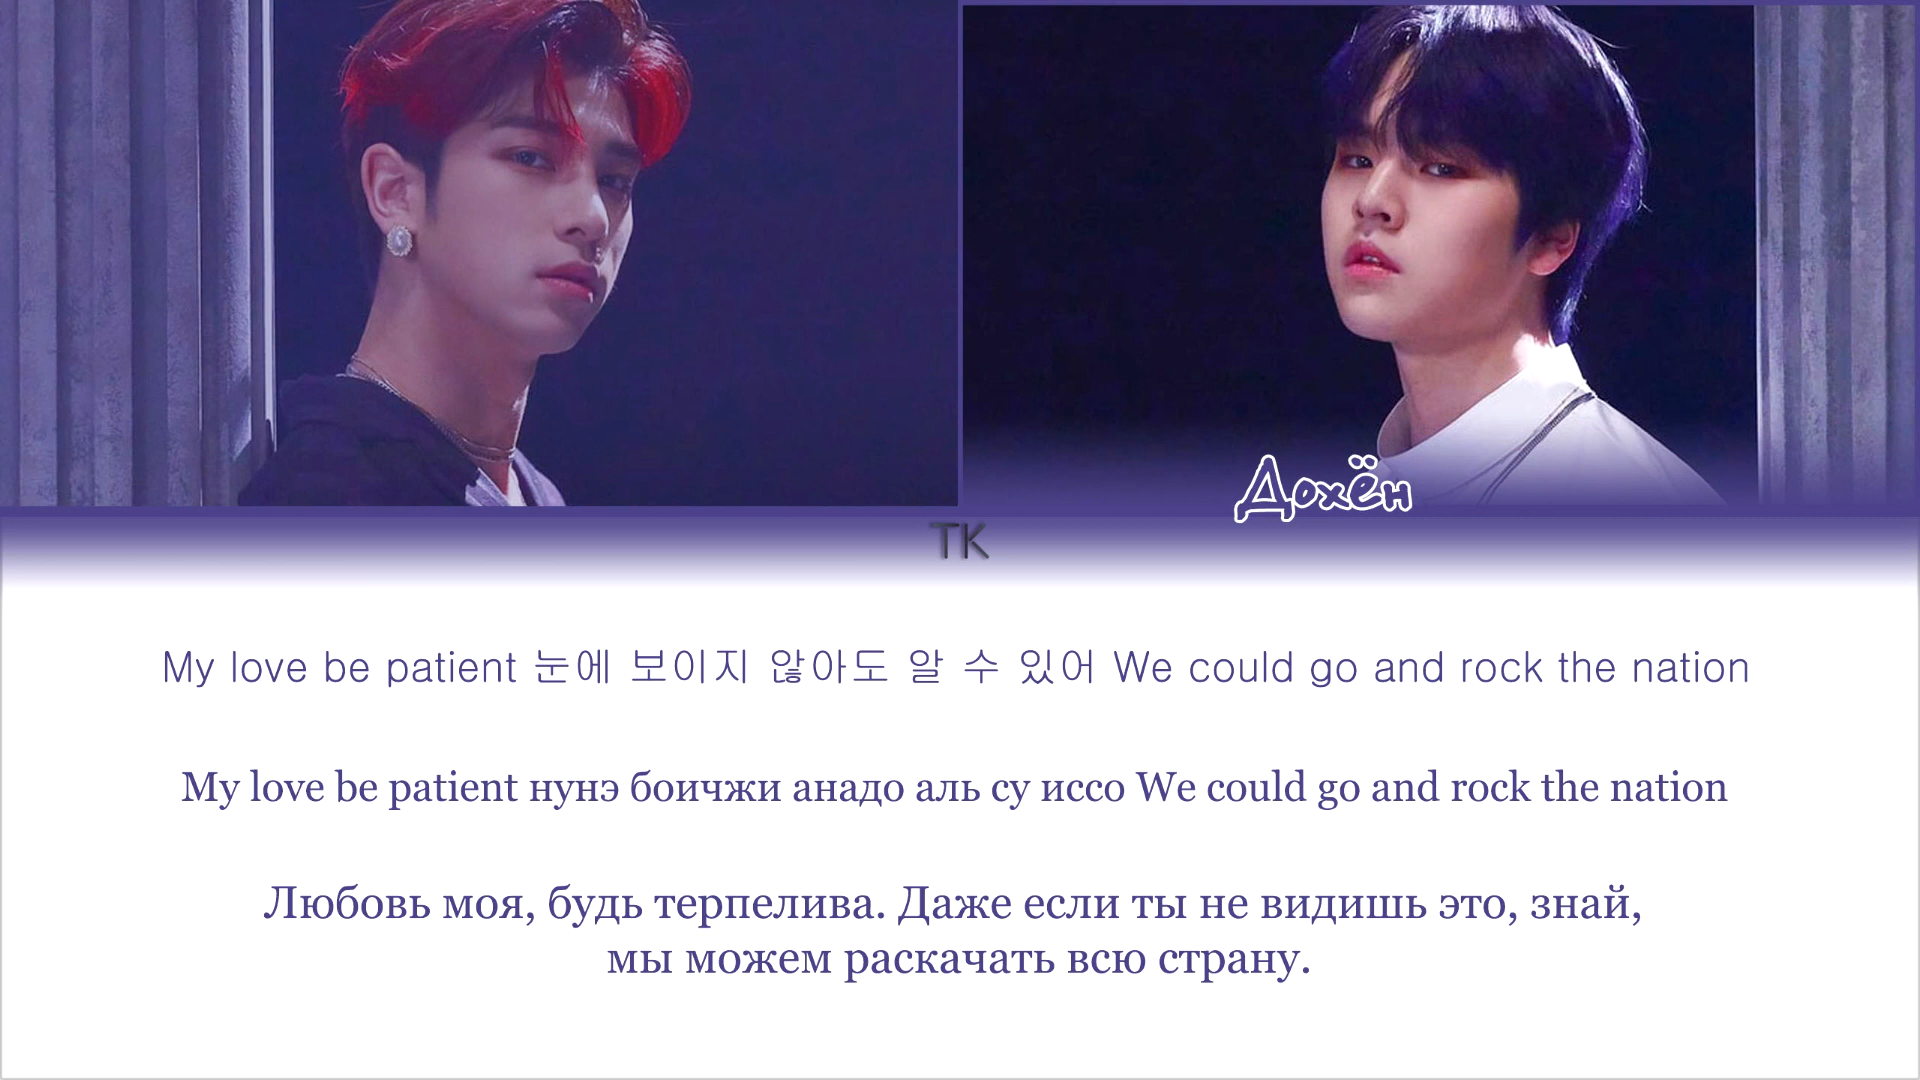 Дохён
TK
My love be patient 눈에 보이지 않아도 알 수 있어 We could go and rock the nation
My love be patient нунэ боичжи анадо аль су иссо We could go and rock the nation
Любовь моя, будь терпелива. Даже если ты не видишь это, знай,
мы можем раскачать всю страну.